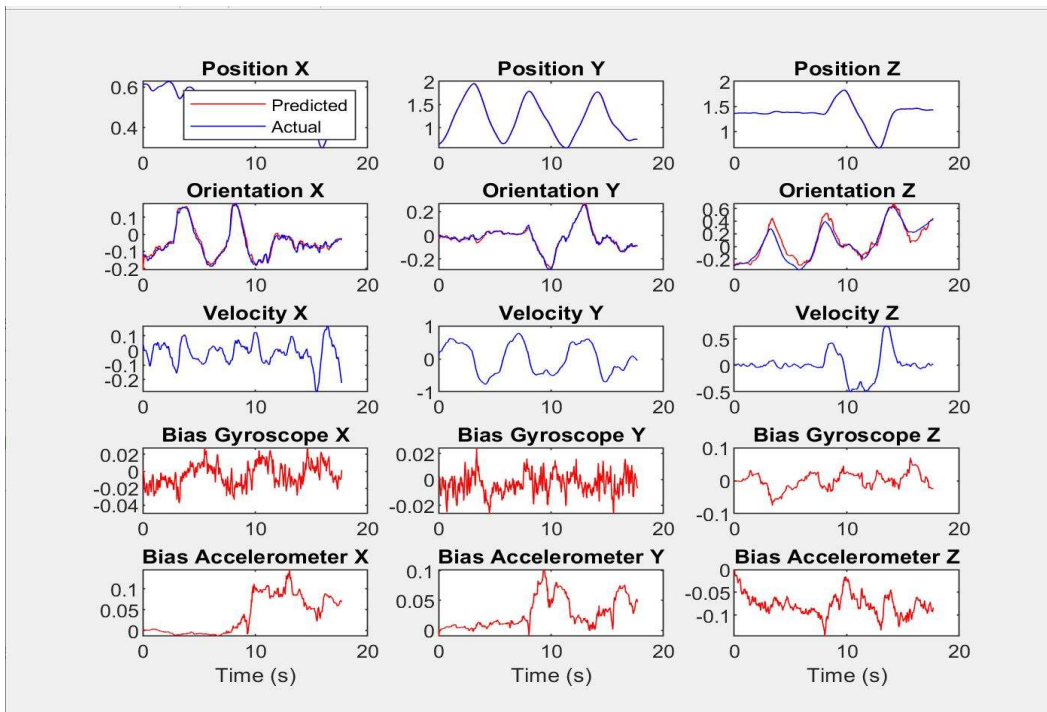 Position X Position Y Position Z
0.6 2 2
Predicted 1.5 1.5
0.4 Actual 1 1
0 10 20 0 10 20 0 10 20
Orientation X Orientation Y Orientation Z
0.1 0.2 0.6
0 0 0.4
-0.1 -0.2 0.2
-0.2 0
-0.2
0 10 20 0 10 20 0 10 20
Velocity X Velocity Y Velocity Z
0.1 1 0.5
0 0 0
-0.1 -1 -0.5
-0.2
0 10 20 0 10 20 0 10 20
Bias Gyroscope X Bias Gyroscope Y Bias Gyroscope Z
0.02 0.02 0.1
0 0 0
-0.02 -0.02 -0.1
-0.04
0 10 20 0 10 20 0 10 20
Bias Accelerometer X Bias Accelerometer Y Bias Accelerometer Z
0.1 0.1 0
0.05 0.05 -0.05
0 0 -0.1
0 10 20 0 10 20 0 10 20
Time (s) Time (s) Time (s)